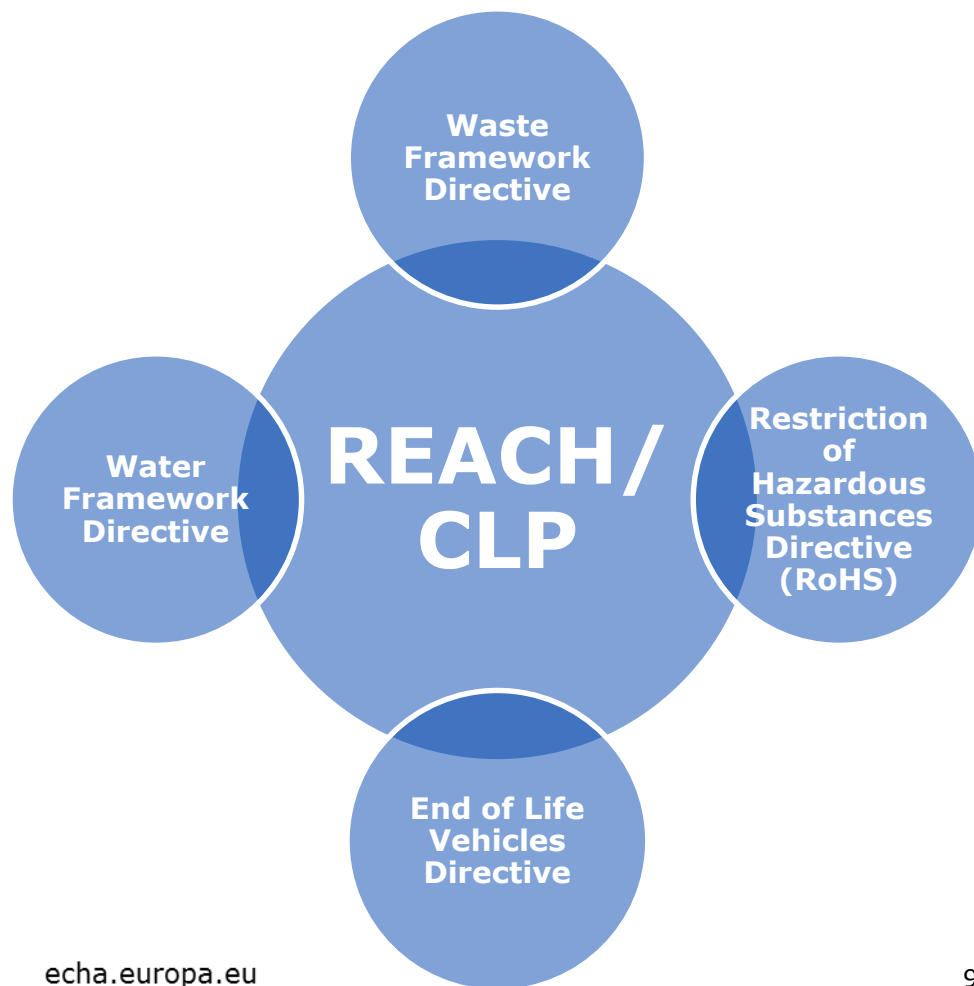 Waste
Framework
Directive
REACH/
CLP
Water
Framework
Directive
Restriction
of
Hazardous
Substances
Directive
(RoHS)
End of Life
Vehicles
Directive
echa.europa.eu
9